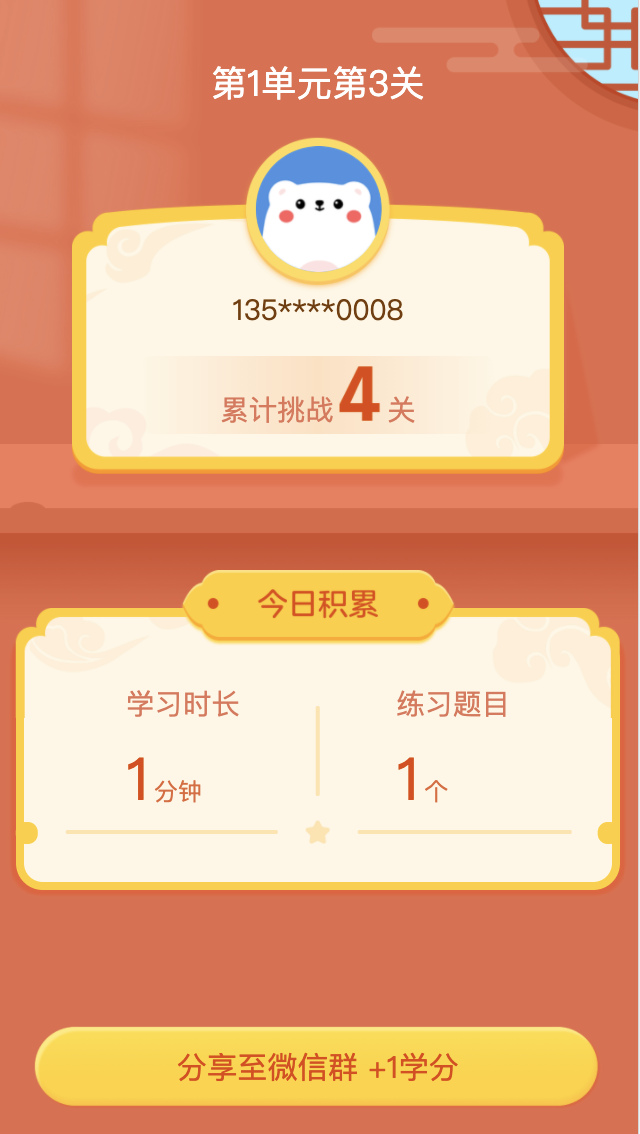 第1单元第3关
135****0008
累计挑战4关
今日积累
学习时长 练习题目
1分钟 1个
分享至微信群 +1学分